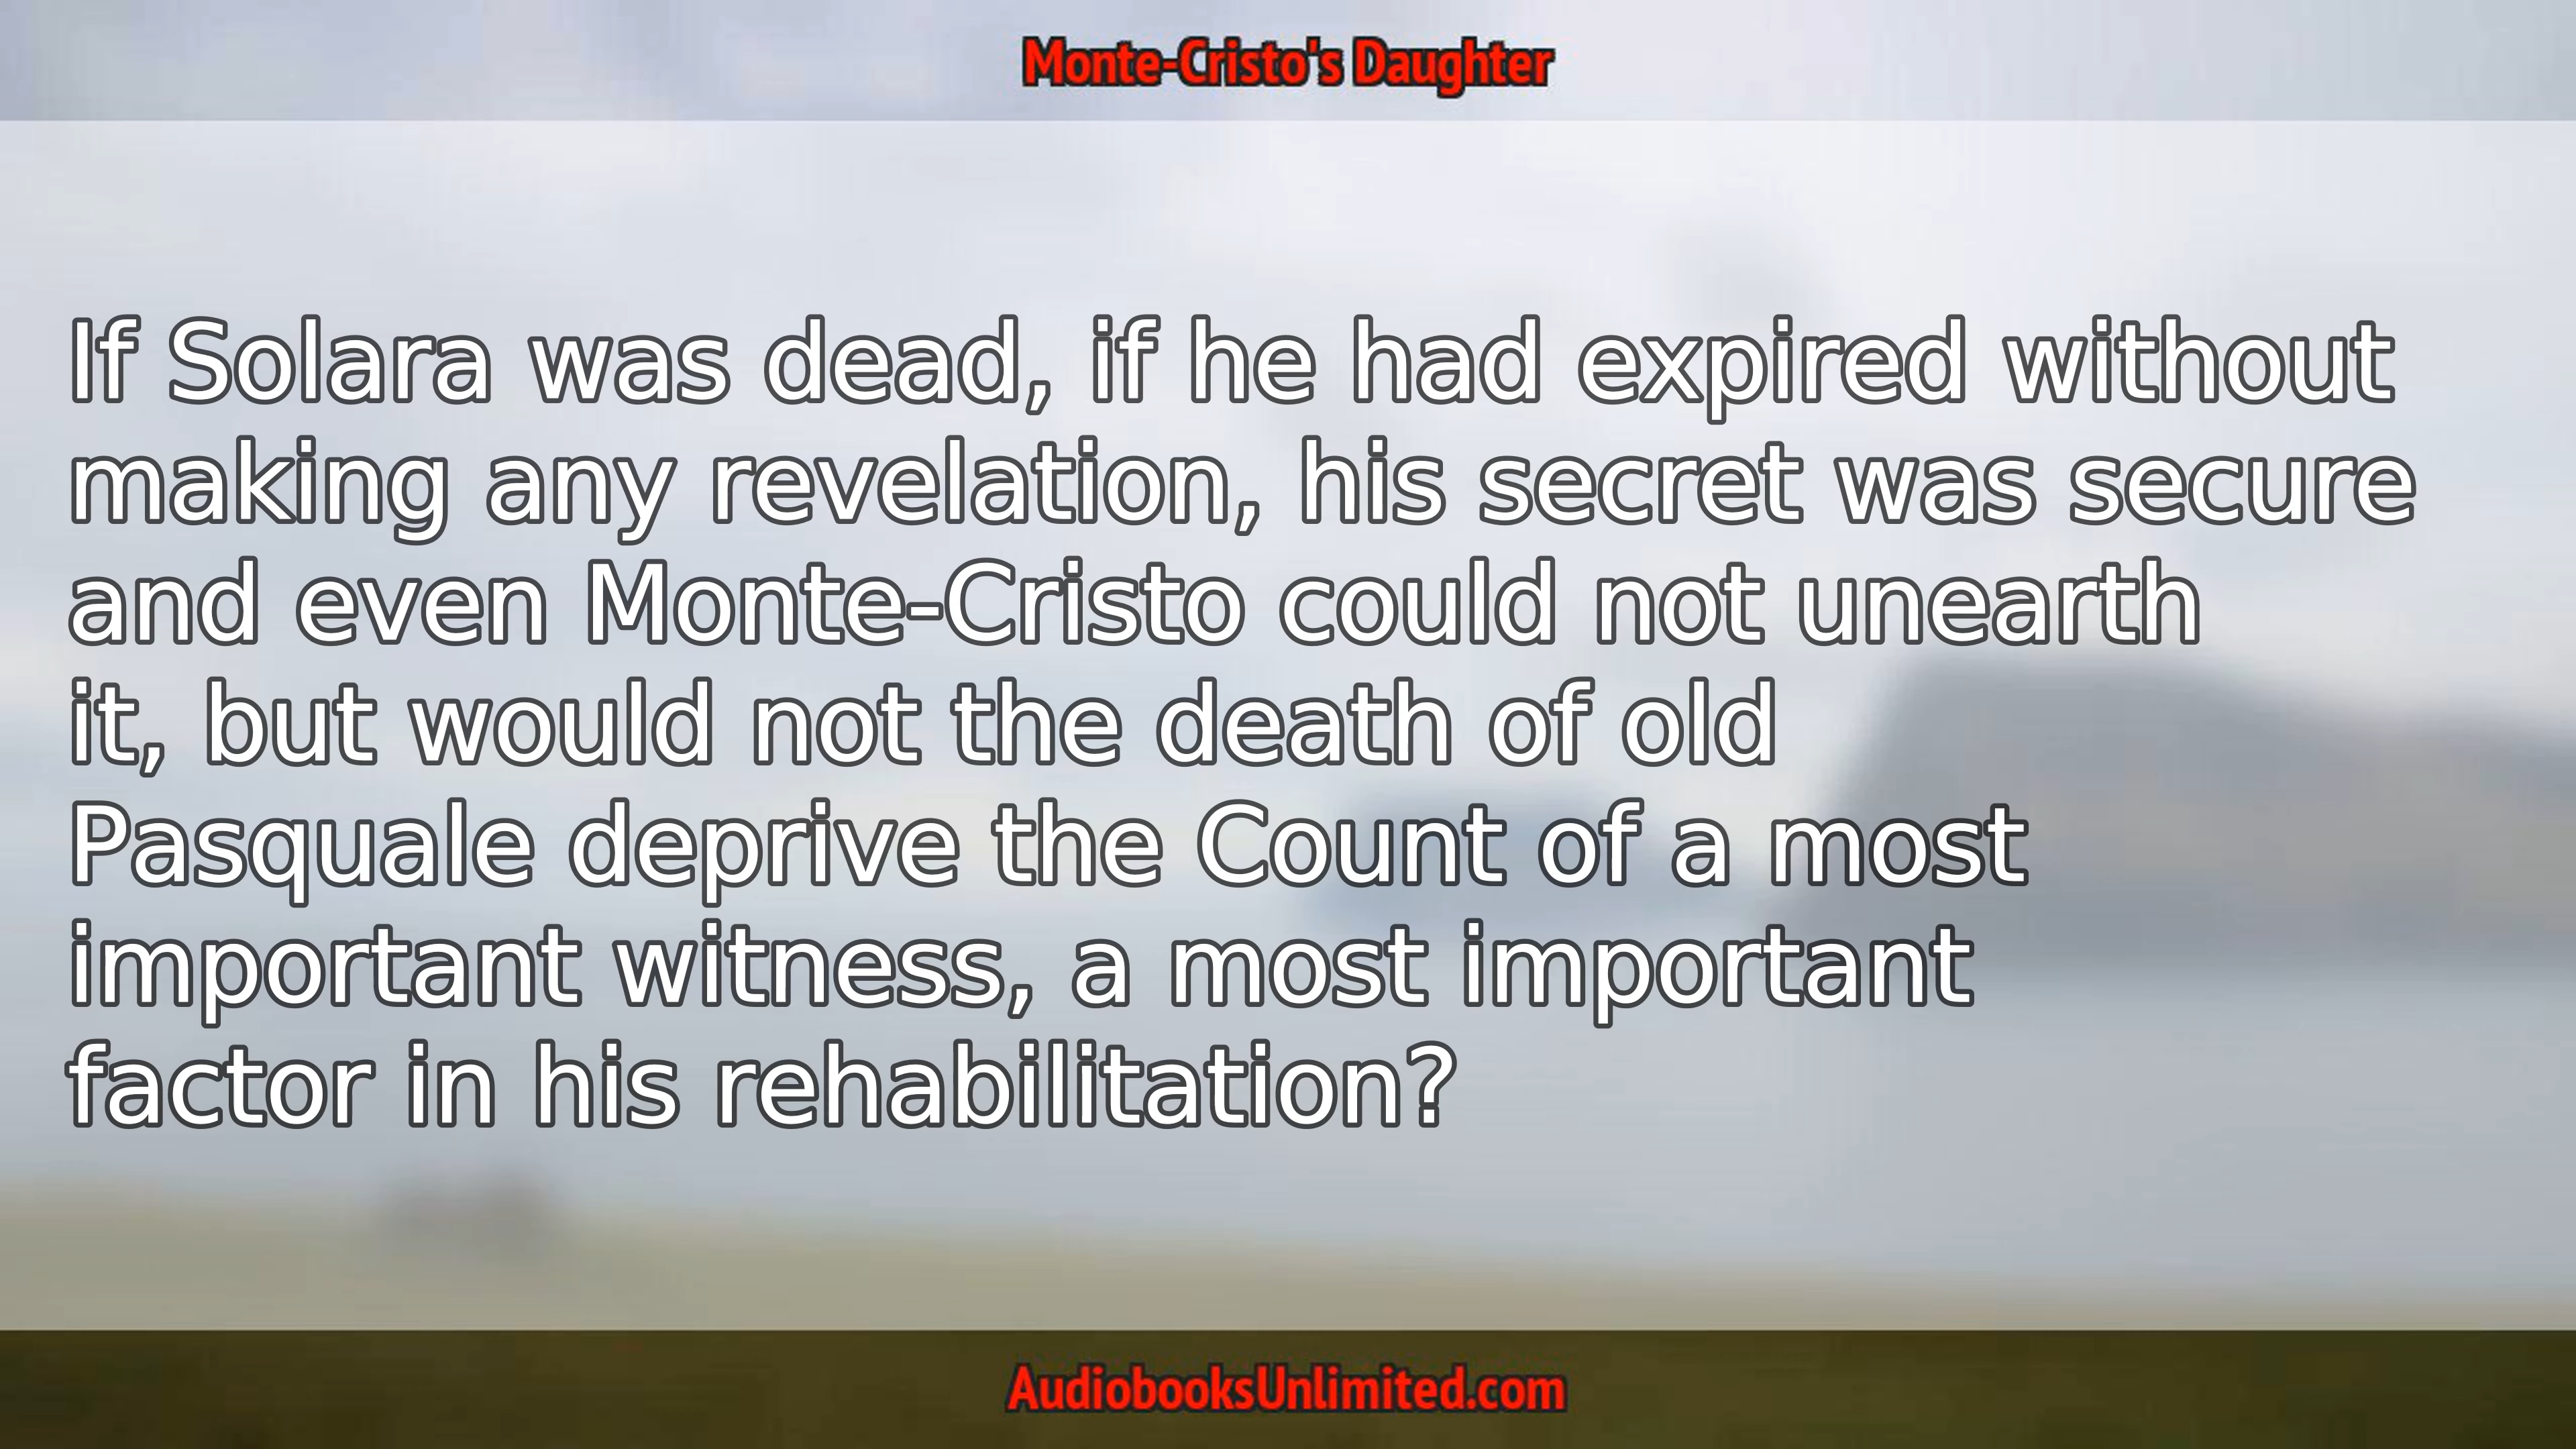 Monte-Cristo's Daughter
If Solara was dead, if he had expired without
making any revelation, his secret was secure
and even Monte-Cristo could not unearth
it, but would not the death of old
Pasquale deprive the Count of a most
important witness, a most important
factor in his rehabilitation?
AudiobooksUnlimited.com